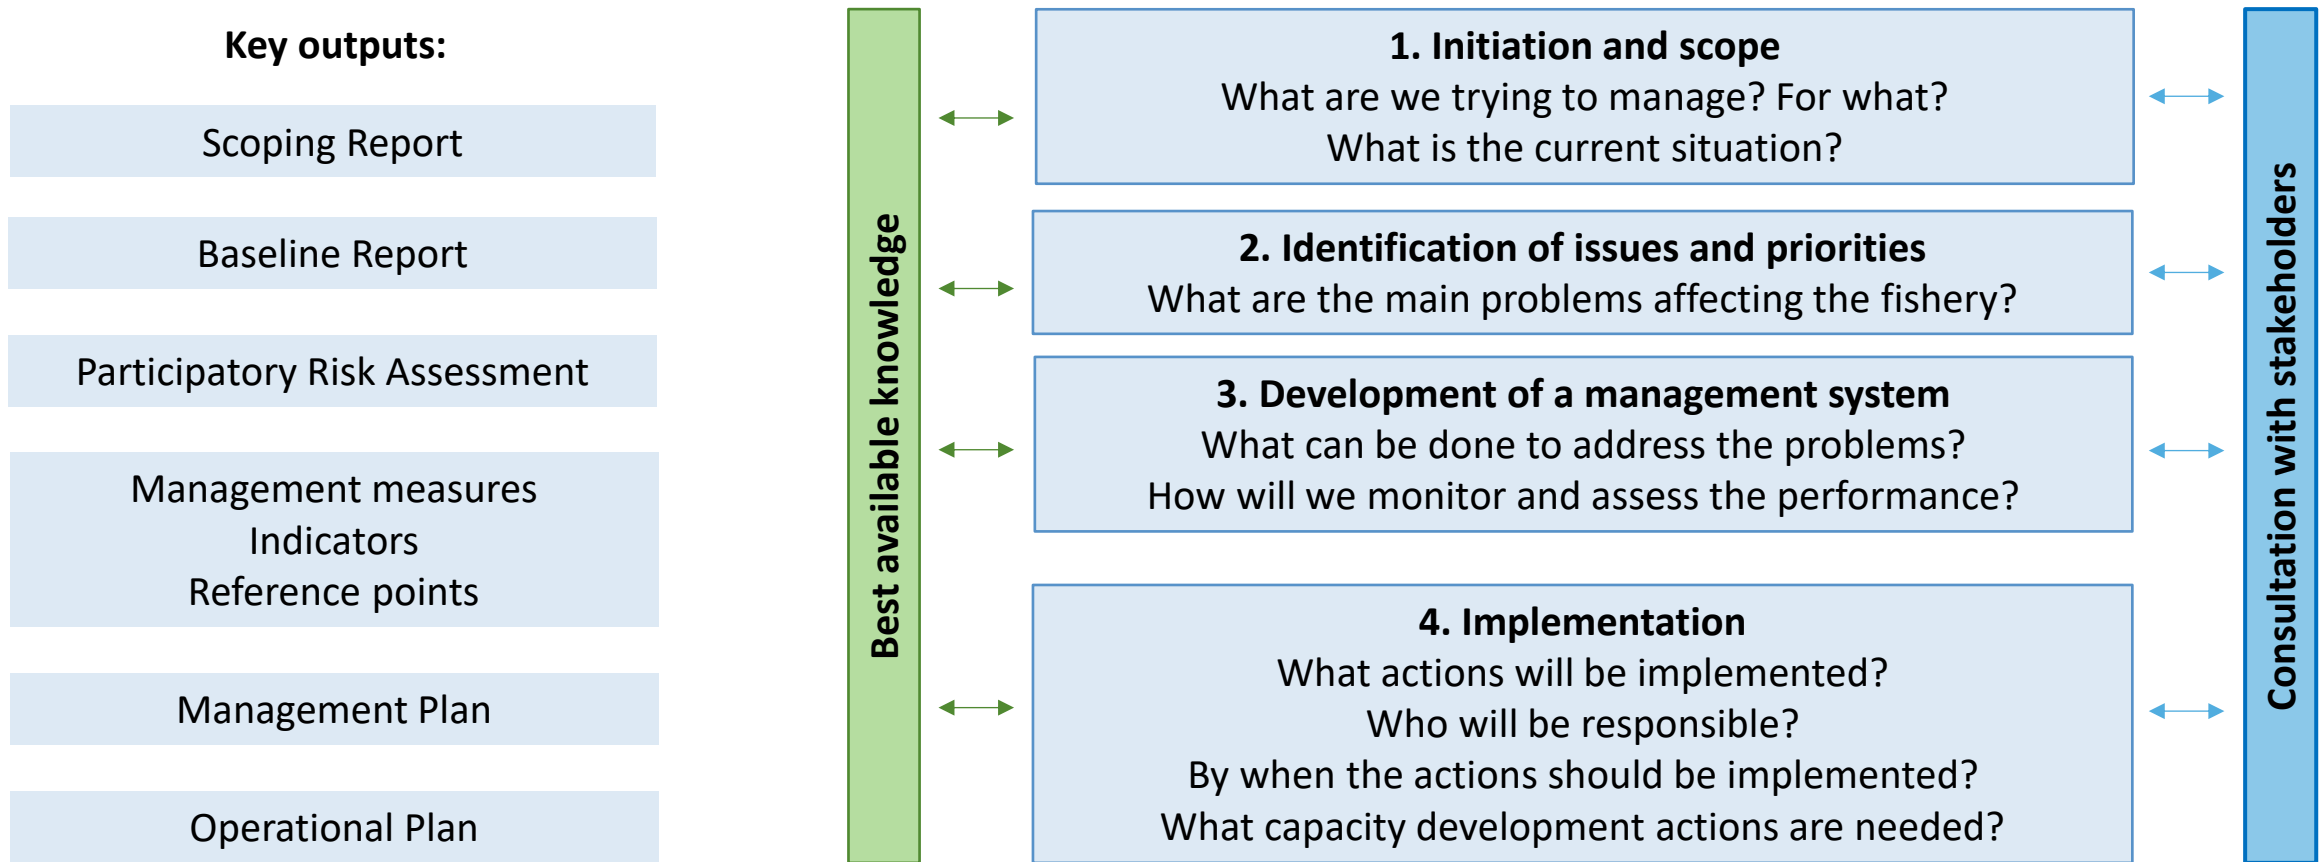 Key outputs:
Scoping Report
Baseline Report
Participatory Risk Assessment
Management measures
Indicators
Reference points
Management Plan
Operational Plan
Best available knowledge
1. Initiation and scope
What are we trying to manage? For what?
What is the current situation?
2. Identification of issues and priorities
What are the main problems affecting the fishery?
3. Development of a management system
What can be done to address the problems?
How will we monitor and assess the performance?
4. Implementation
What actions will be implemented?
Who will be responsible?
By when the actions should be implemented?
What capacity development actions are needed?
Consultation with stakeholders